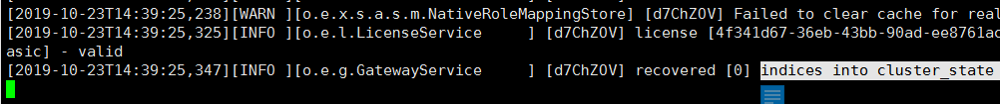 [2019-10-23T14:39:25,238][WARN ][o.e.x.s.a.s.m.NativeRoleMappingStore] [d7ChZOV] Failed to clear cache for real
[2019-10-23T14:39:25,325][INFO ][o.e.l.LicenseService     ] [d7ChZOV] license [4f341d67-36eb-43bb-90ad-ee8761ac
asic] - valid
[2019-10-23T14:39:25,347][INFO ][o.e.g.GatewayService     ] [d7ChZOV] recovered [0] indices into cluster_state